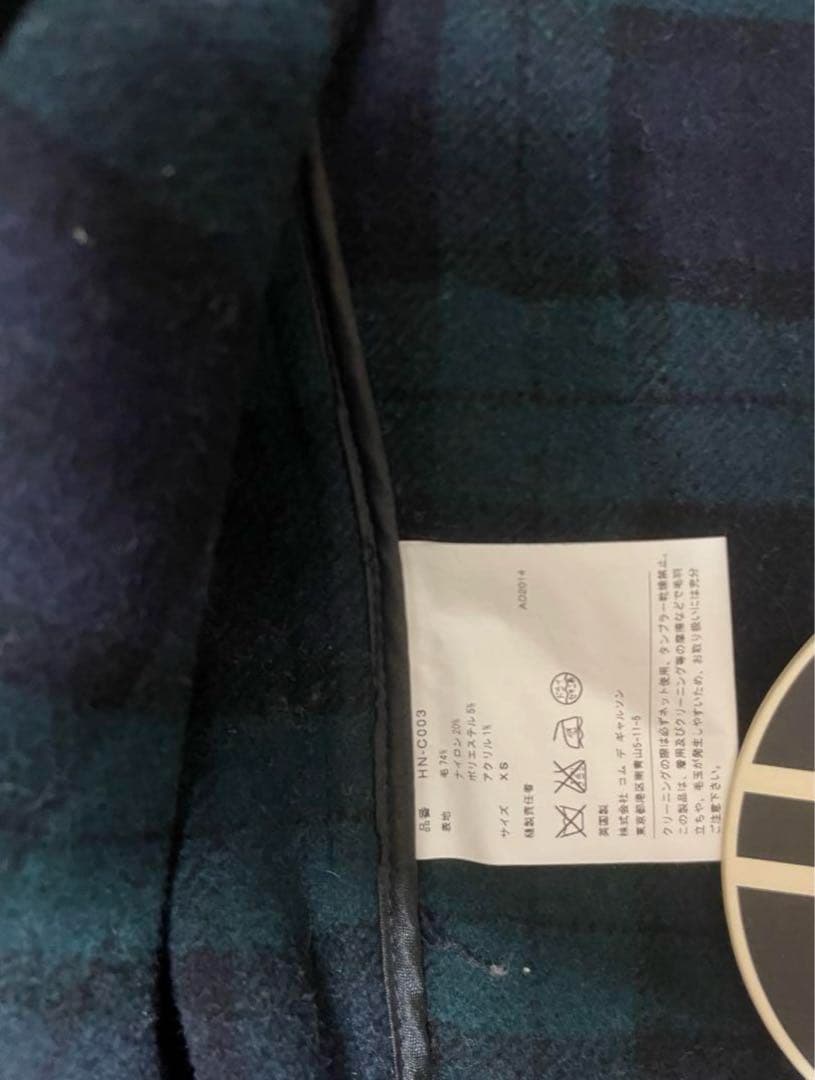 品番 HN-C003
表地 毛 74%
ナイロン 20%
ポリエステル 5%
アクリル 1%
サイズ XS
縫製責任者 AD2014
英国製
株式会社 コム デ ギャルソン
東京都港区南青山5-11-5
クリーニングの際は必ずネット使用、タンブラー乾燥禁止。
この製品は、着用及びクリーニング等の摩擦などで毛羽
立ちや、毛玉が発生しやすいため、お取り扱いには充分
ご注意下さい。